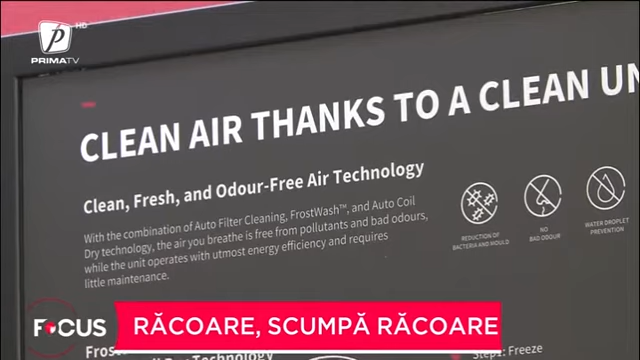 HD
PRIMATV
CLEAN AIR THANKS TO A CLEAN UN
Clean, Fresh, and Odour-Free Air Technology
With the combination of Auto Filter Cleaning, FrostWash™, and Auto Coil
Dry technology, the air you breathe is free from pollutants and bad odours,
while the unit operates with utmost energy efficiency and requires
little maintenance.
REDUCTION OF
BACTERIA AND MOULD
NO
BAD ODOUR
WATER DROPLET
PREVENTION
FOCUS
RĂCOARE, SCUMPĂ RĂCOARE
Step1: Freeze